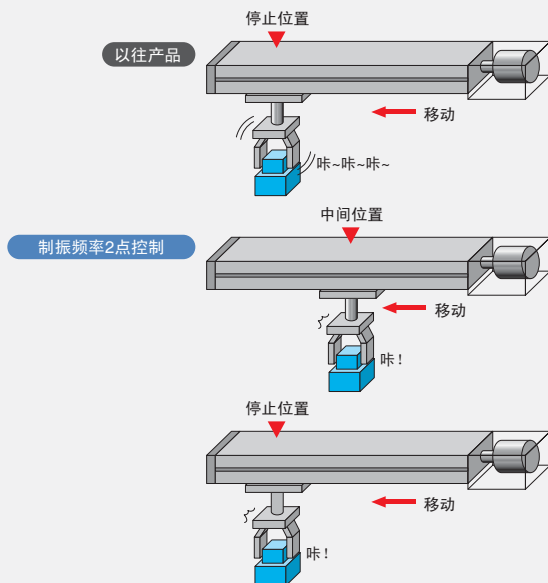 停止位置
以往产品
移动
咔~咔~咔~
中间位置
制振频率2点控制
移动
咔！
停止位置
移动
咔！